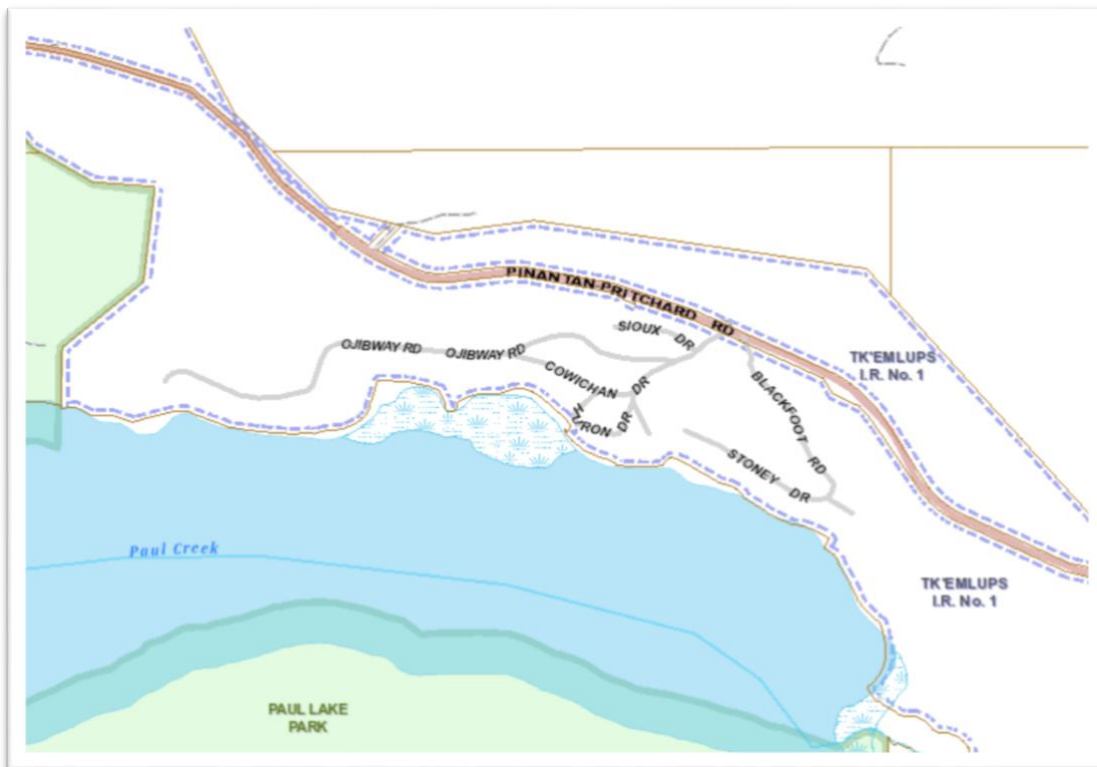 PINANTAN PRITCHARD RD
SIOUX DR
OJIBWAY RD
OJIBWAY RD
COWICHAN DR
BLACKFOOT RD
TK'EMLUPS
I.R. No. 1
DR
STONEY DR
Paul Creek
TK'EMLUPS
I.R. No. 1
PAUL LAKE
PARK